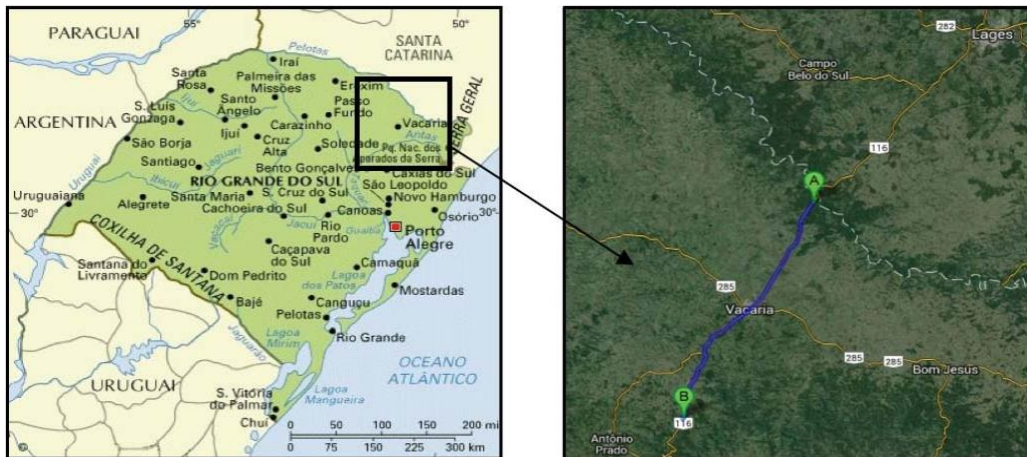 PARAGUAI
55°
50°
SANTA
CATARINA
Pelotas
Iraí
Santa
Rosa
Palmeira das
Missões
Erexim
Ijuí
S. Luís
Gonzaga
Santo
Ângelo
Passo
Fundo
Vacaria
SERRA GERAL
ARGENTINA
Carazinho
Antas
Ijuí
Cruz
Alta
Soledade
São Borja
Pq. Nac. dos
Aparados da Serra
Jaguari
Santiago
Bento Gonçalves
Caxias do Sul
Uruguai
Ibicuí
RIO GRANDE DO SUL
São Leopoldo
Uruguaiana
Santa Maria
S. Cruz do Sul
Novo Hamburgo
Alegrete
Cachoeira do Sul
Canoas
Osório
30°
30°
Jacuí
Rio
Pardo
Guaíba
Porto
Alegre
Vacacaí
COXILHA DE SANTANA
Caçapava
do Sul
Santana do
Livramento
Dom Pedrito
Camaquã
Lagoa
dos Patos
Mostardas
Bajé
Canguçu
Pelotas
Jaguarão
Lagoa
Mirim
Rio Grande
URUGUAI
OCEANO
ATLÂNTICO
S. Vitória
do Palmar
Lagoa
Mangueira
Chuí
0 50 100 150 200 mi
0 75 150 225 300 km
©
282
Lages
Campo
Belo do Sul
116
A
285
Vacaria
285
285
Bom Jesus
B
116
Antônio
Prado